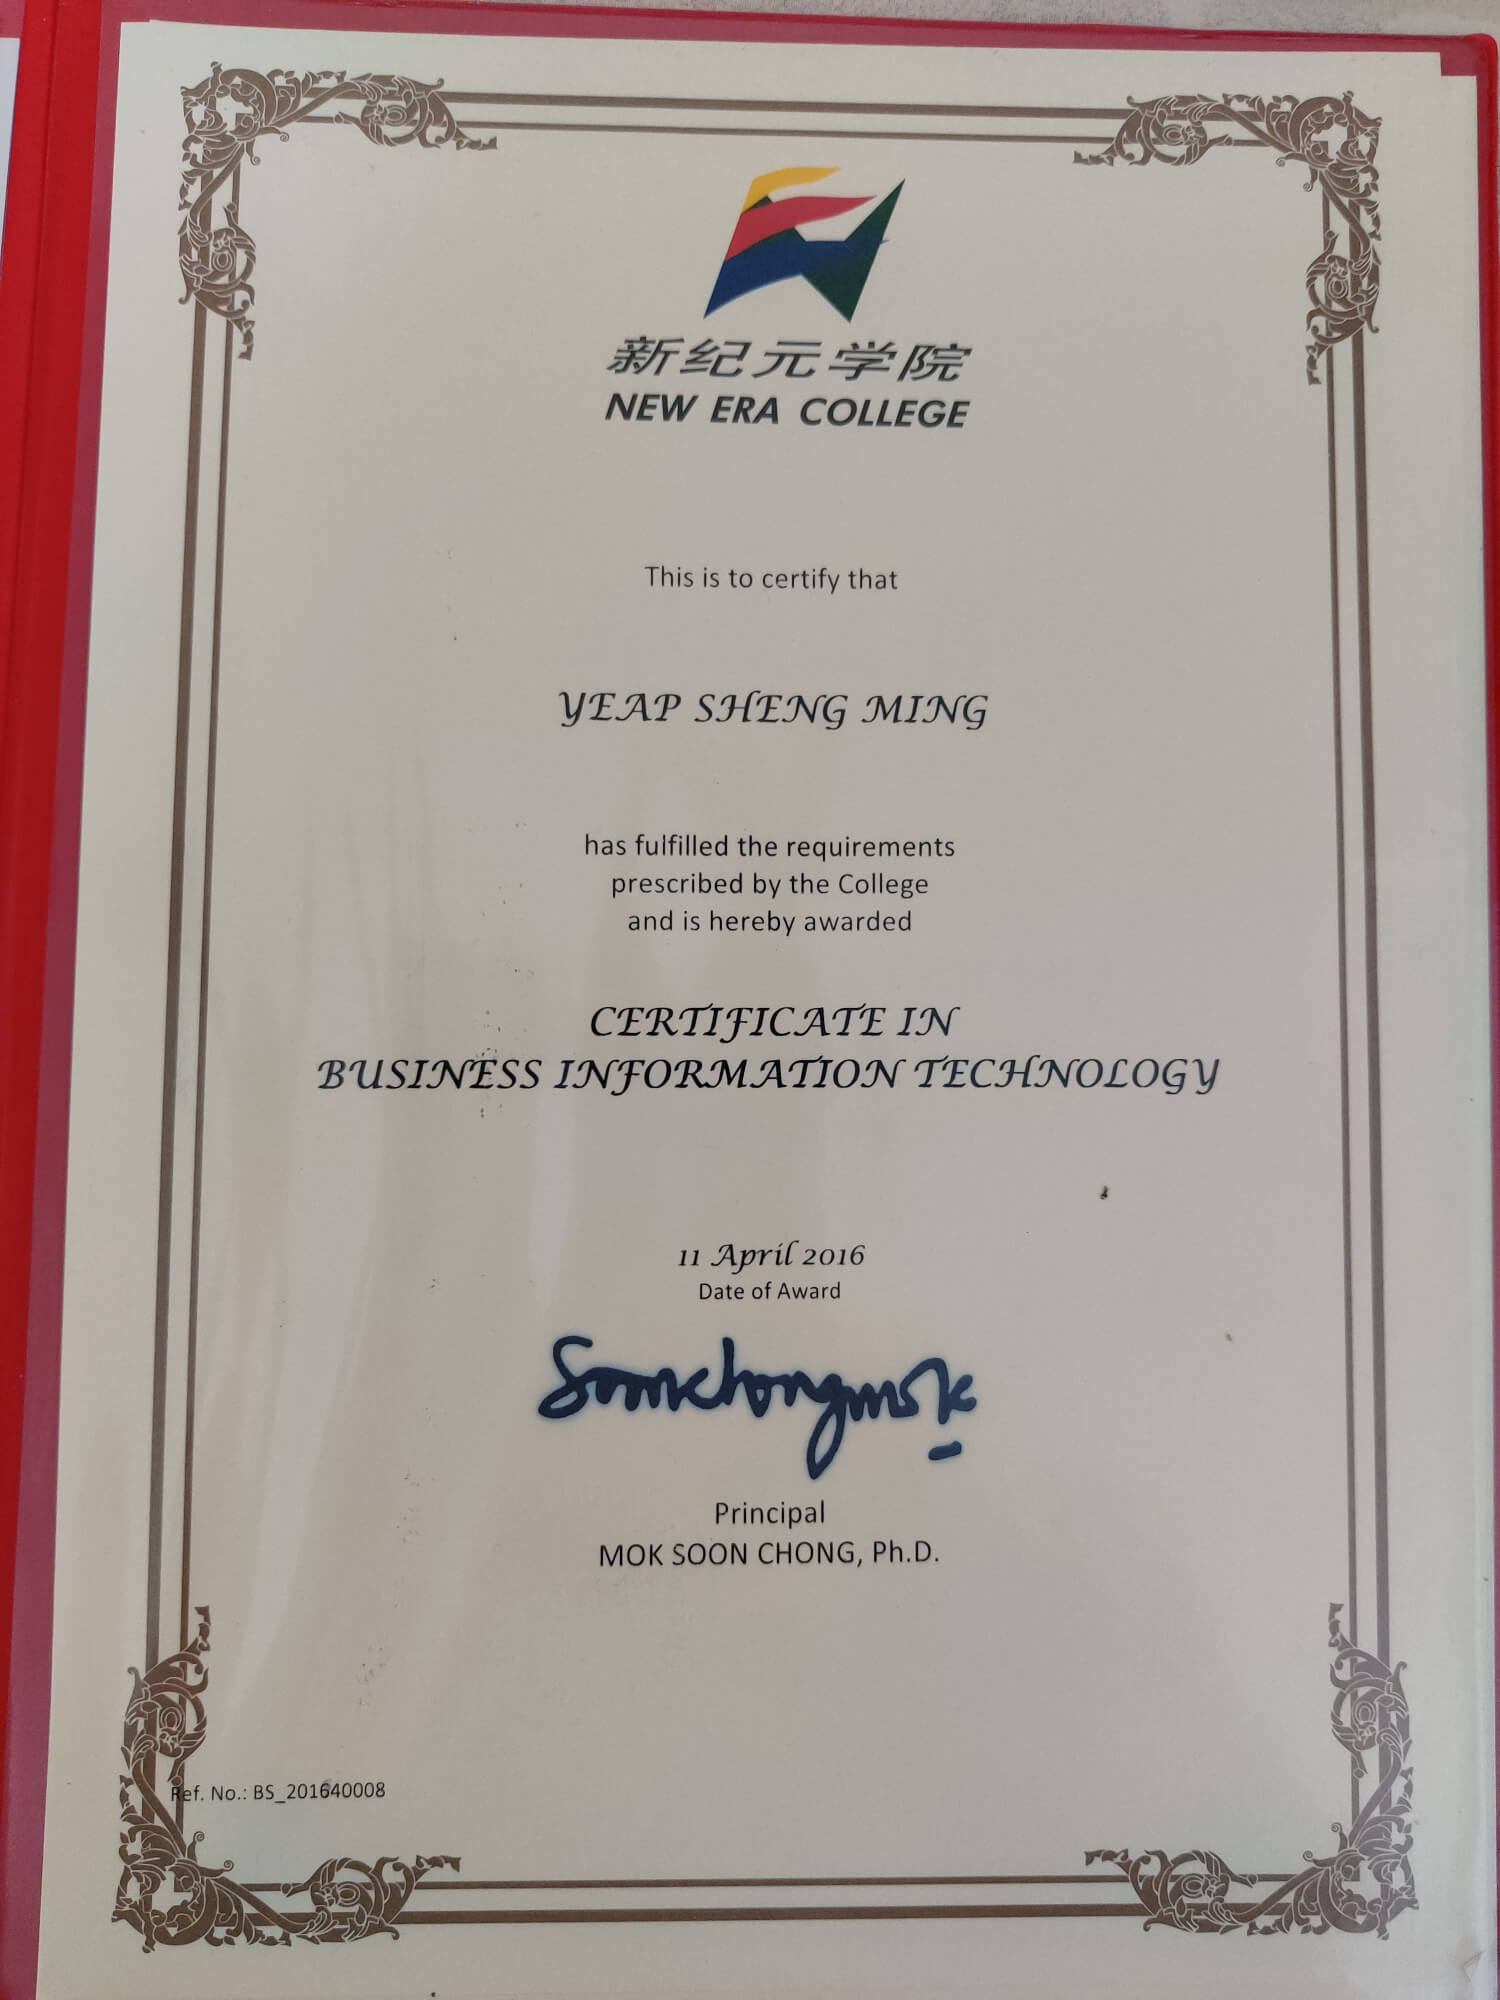 新纪元学院
NEW ERA COLLEGE
This is to certify that
YEAP SHENG MING
has fulfilled the requirements
prescribed by the College
and is hereby awarded
CERTIFICATE IN
BUSINESS INFORMATION TECHNOLOGY
11 April 2016
Date of Award
Soonchongmok
Principal
MOK SOON CHONG, Ph.D.
Ref. No.: BS_201640008